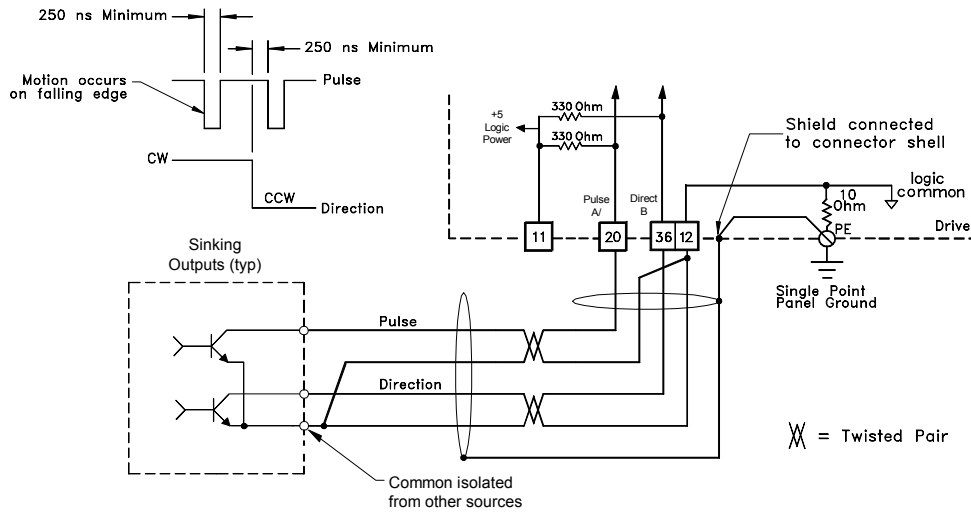 250 ns Minimum
250 ns Minimum
Pulse
Motion occurs
on falling edge
CW
CCW
Direction
+5
Logic
Power
330 Ohm
330 Ohm
Shield connected
to connector shell
logic
common
10
Ohm
PE
Drive
Pulse
A/
Direct
B
11
20
36
12
Single Point
Panel Ground
Sinking
Outputs (typ)
Pulse
Direction
= Twisted Pair
Common isolated
from other sources